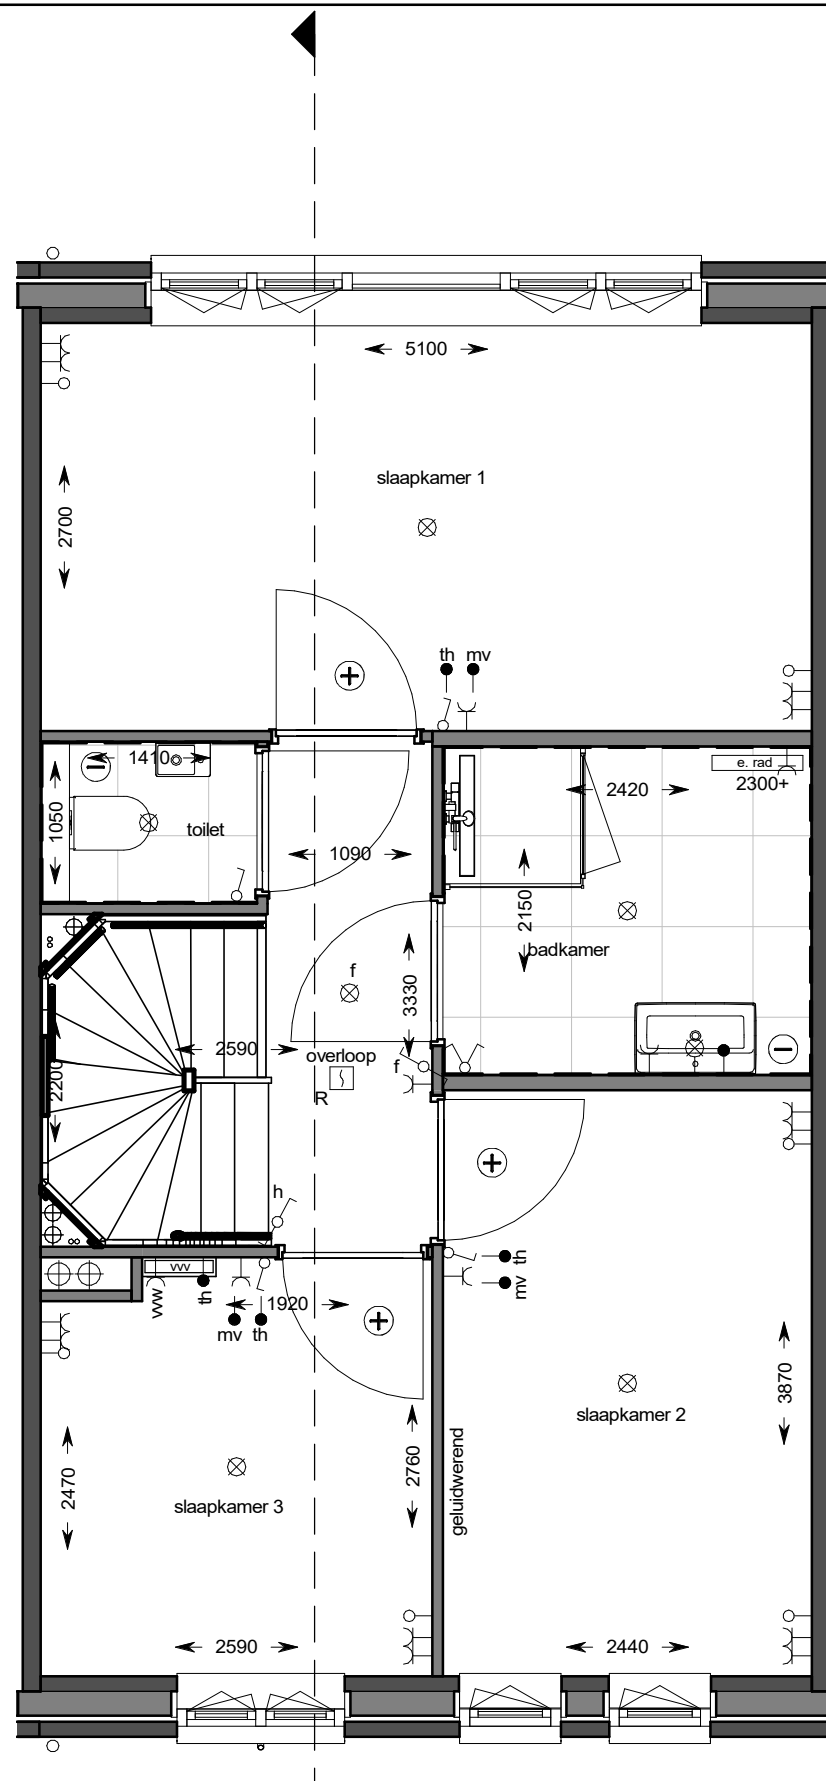 5100
slaapkamer 1
2700
th mv
1410
e. rad
2300+
2420
1050
toilet
1090
2150
badkamer
f
3330
2590
overloop
f
2200
R
h
vvv
vvv
th
1920
mv th
th
mv
3870
slaapkamer 2
2760
geluidwerend
2470
slaapkamer 3
2590
2440